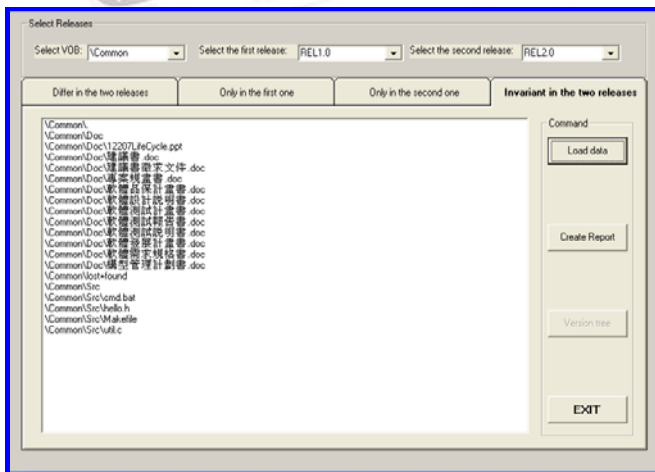 Select Releases
Select VOB: \Common Select the first release: REL1.0 Select the second release: REL2.0
Differ in the two releases Only in the first one Only in the second one Invariant in the two releases
\Common\.
\Common\Doc
\Common\Doc\12207LifeCycle.ppt
\Common\Doc\建議書.doc
\Common\Doc\建議書徵求文件.doc
\Common\Doc\專案規畫書.doc
\Common\Doc\軟體品保計畫書.doc
\Common\Doc\軟體設計說明書.doc
\Common\Doc\軟體測試計畫書.doc
\Common\Doc\軟體測試報告書.doc
\Common\Doc\軟體測試說明書.doc
\Common\Doc\軟體發展計畫書.doc
\Common\Doc\軟體需求規格書.doc
\Common\Doc\構型管理計劃書.doc
\Common\lost+found
\Common\Src
\Common\Src\cmd.bat
\Common\Src\hello.h
\Common\Src\Makefile
\Common\Src\util.c
Command
Load data
Create Report
Version tree
EXIT